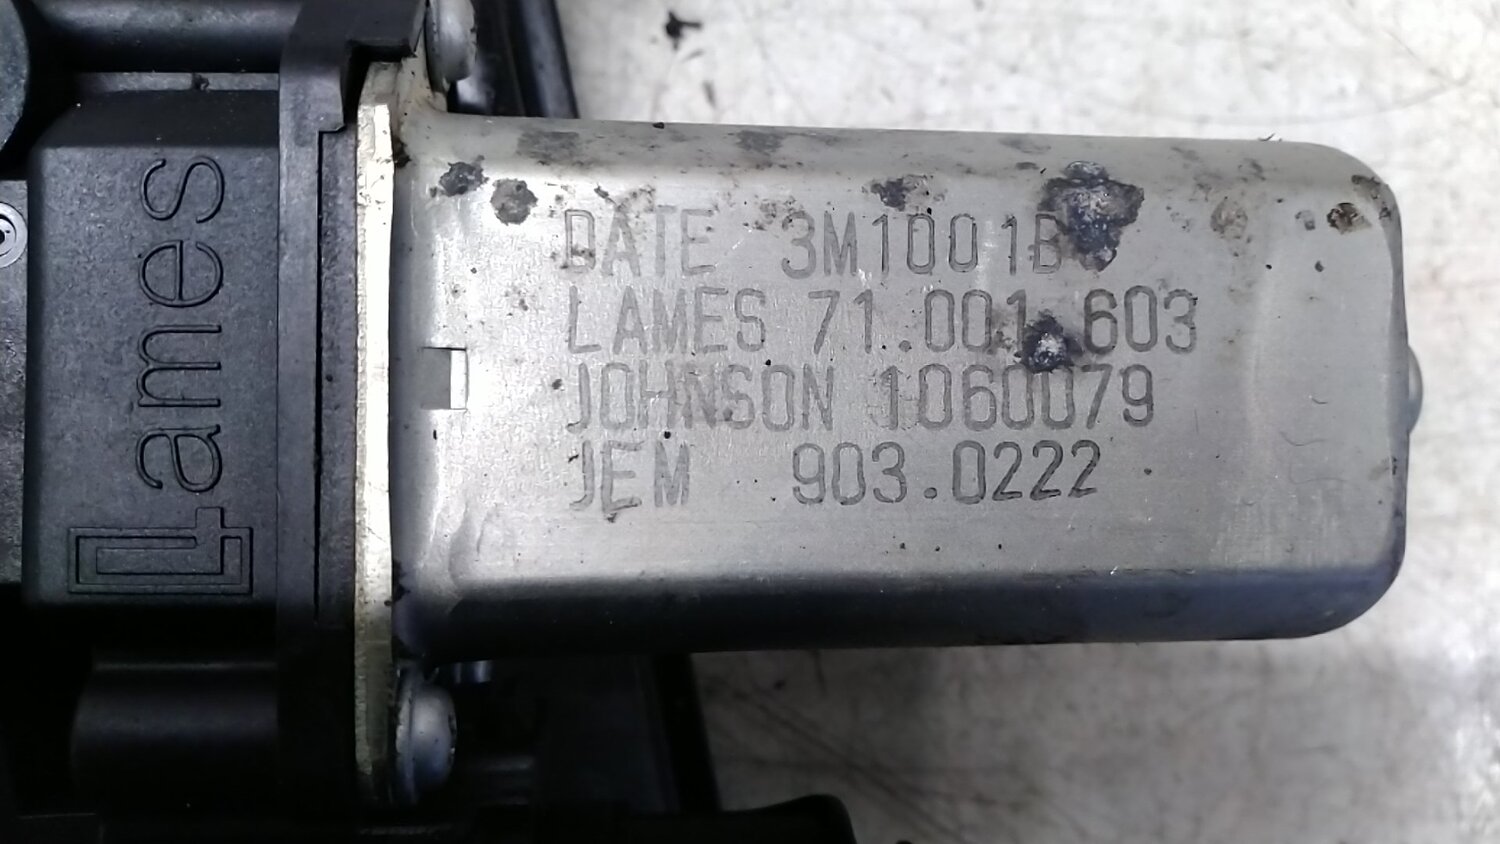 Lames
DATE 3M1001B
LAMES 71.001.603
JOHNSON 1060079
JEM 903.0222